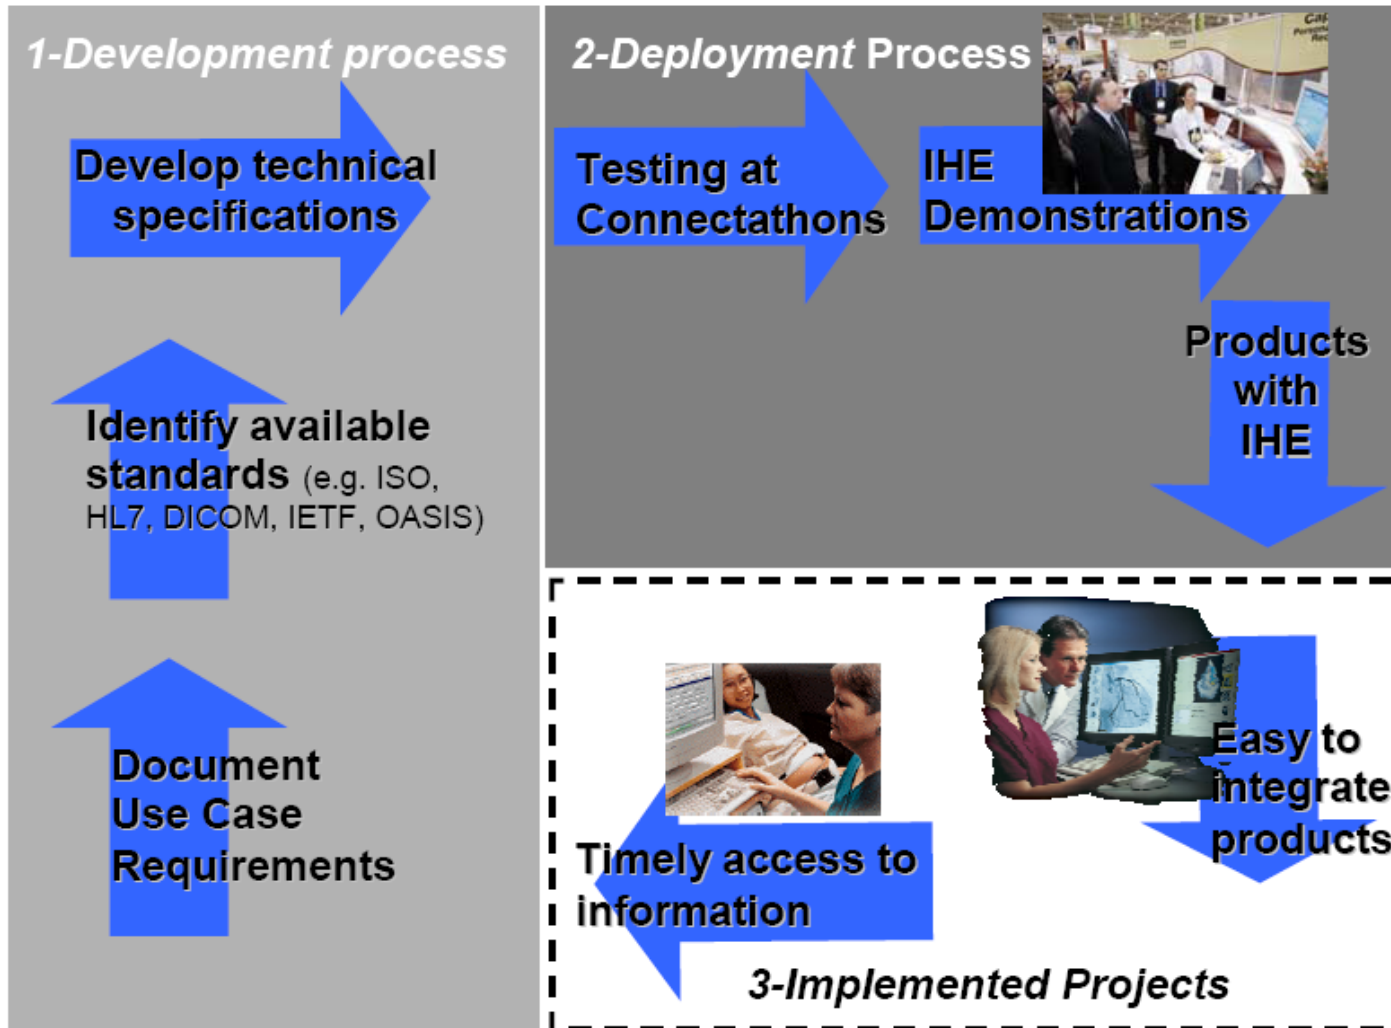 1-Development process
Develop technical
specifications
Identify available
standards (e.g. ISO,
HL7, DICOM, IETF, OASIS)
Document
Use Case
Requirements
2-Deployment Process
Testing at
Connectathons
IHE
Demonstrations
Products
with
IHE
Easy to
integrate
products
Timely access to
information
3-Implemented Projects